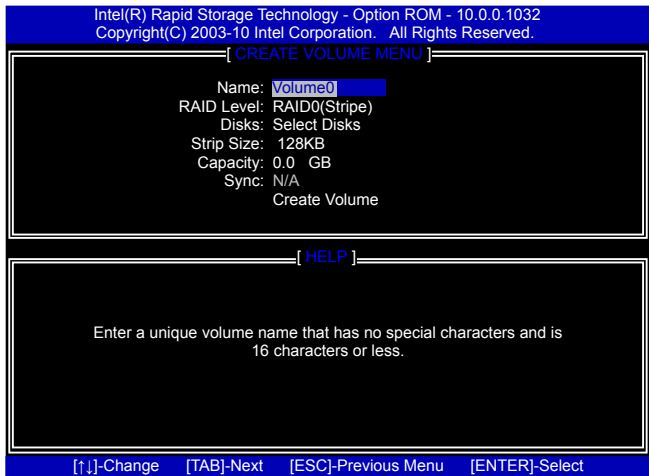 Intel(R) Rapid Storage Technology - Option ROM - 10.0.0.1032
Copyright(C) 2003-10 Intel Corporation. All Rights Reserved.
[ CREATE VOLUME MENU ]
Name: Volume0
RAID Level: RAID0(Stripe)
Disks: Select Disks
Strip Size: 128KB
Capacity: 0.0 GB
Sync: N/A
Create Volume
[ HELP ]
Enter a unique volume name that has no special characters and is
16 characters or less.
[↑↓]-Change [TAB]-Next [ESC]-Previous Menu [ENTER]-Select